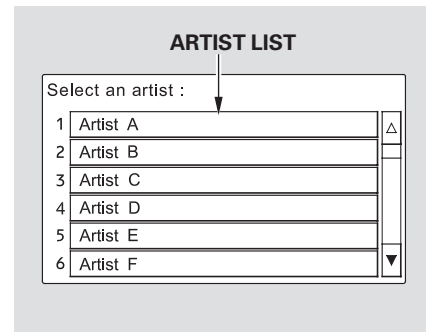 ARTIST LIST
Select an artist :
1 Artist A
2 Artist B
3 Artist C
4 Artist D
5 Artist E
6 Artist F